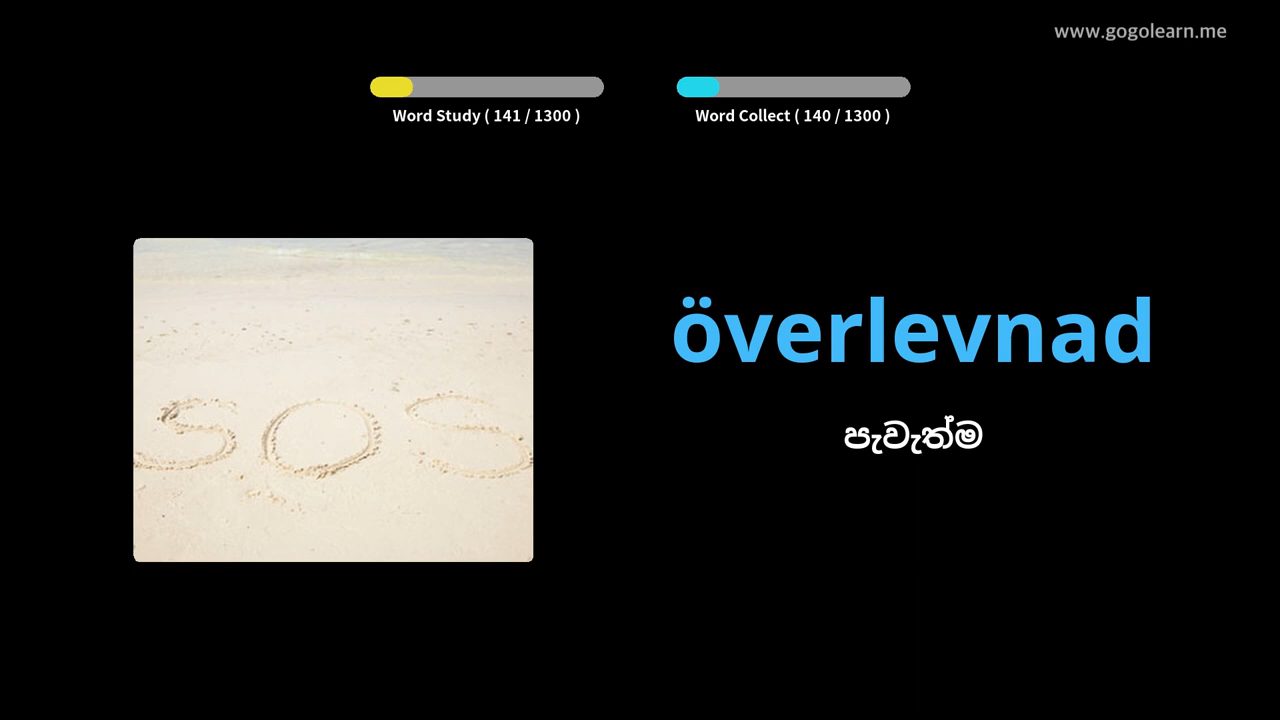 www.gogolearn.me
Word Study ( 141 / 1300 )
Word Collect ( 140 / 1300 )
SOS
överlevnad
පැවැත්ම